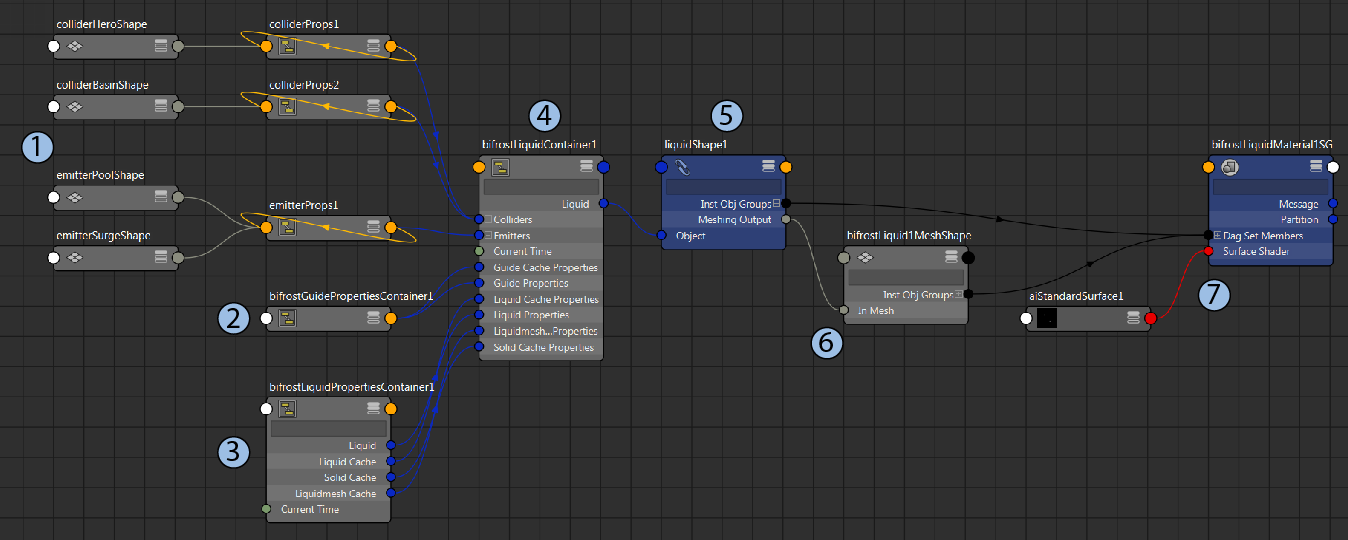 colliderHeroShape
colliderProps1
colliderBasinShape
colliderProps2
1
emitterPoolShape
emitterProps1
emitterSurgeShape
2
bifrostGuidePropertiesContainer1
3
bifrostLiquidPropertiesContainer1
Liquid
Liquid Cache
Solid Cache
Liquidmesh Cache
Current Time
4
bifrostLiquidContainer1
Liquid
Colliders
Emitters
Current Time
Guide Cache Properties
Guide Properties
Liquid Cache Properties
Liquid Properties
Liquidmesh...Properties
Solid Cache Properties
5
liquidShape1
Inst Obj Groups
Meshing Output
Object
bifrostLiquid1MeshShape
Inst Obj Groups
In Mesh
6
bifrostLiquidMaterial1SG
Message
Partition
Dag Set Members
Surface Shader
aiStandardSurface1
7